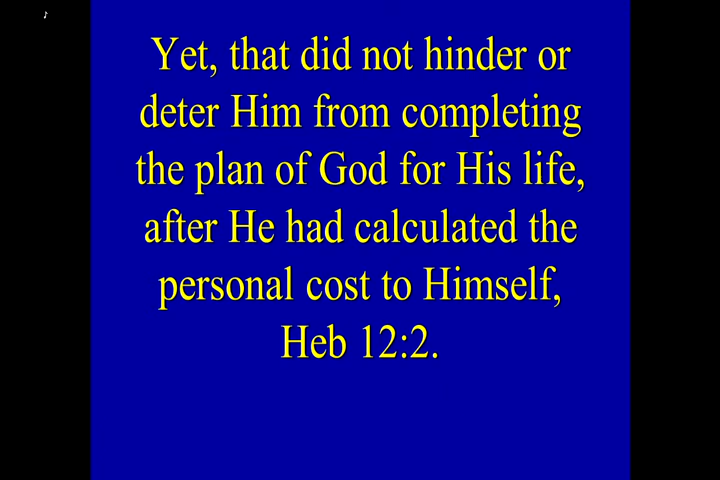 ♪
Yet, that did not hinder or
deter Him from completing
the plan of God for His life,
after He had calculated the
personal cost to Himself,
Heb 12:2.